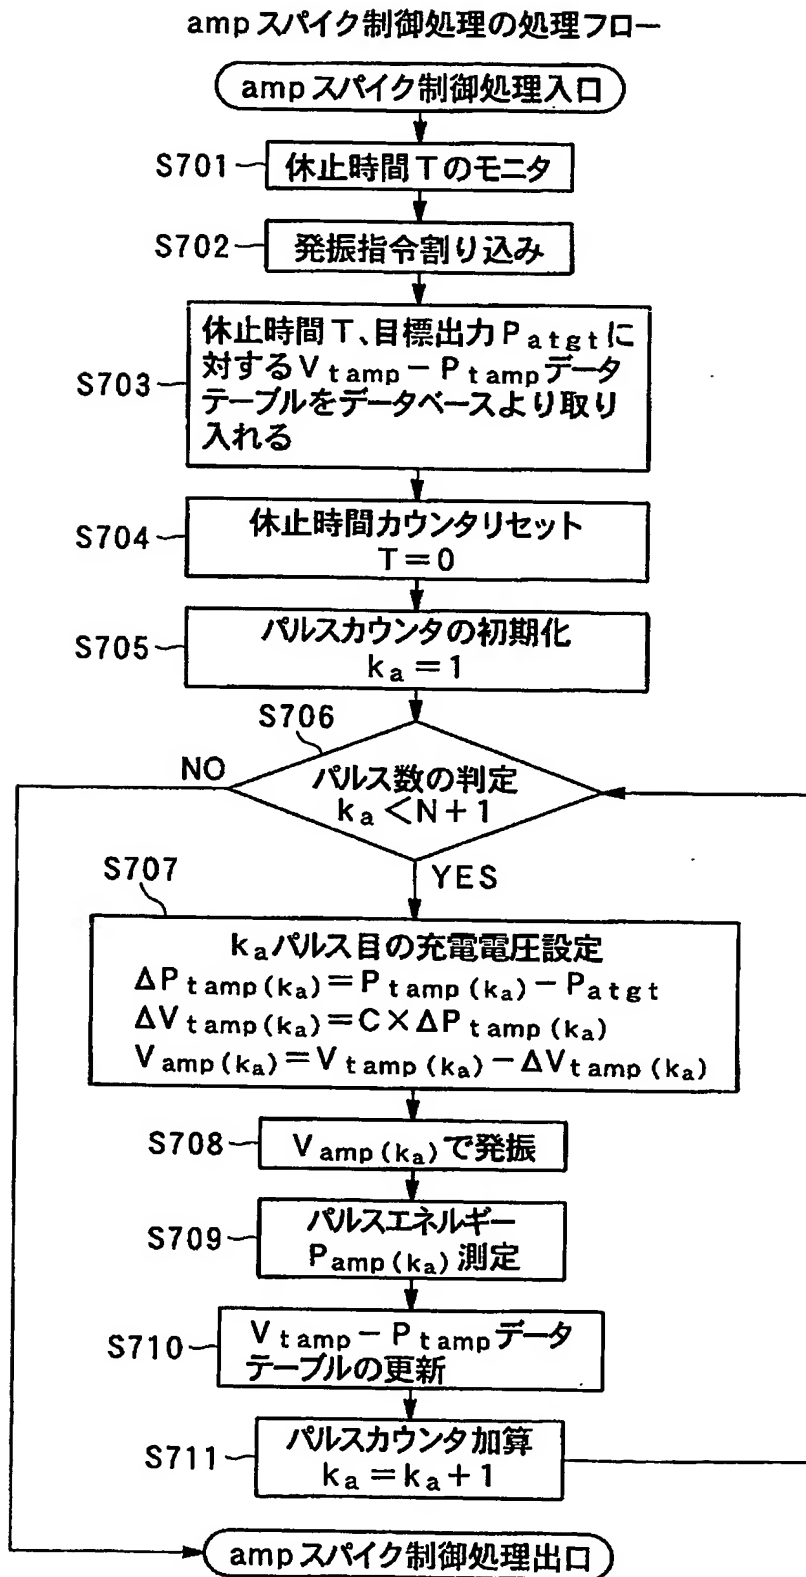 ampスパイク制御処理の処理フロー
ampスパイク制御処理入口
S701
休止時間Tのモニタ
S702
発振指令割り込み
S703
休止時間T、目標出力Patgtに
対するVtamp－Ptampデータ
テーブルをデータベースより取り
入れる
S704
休止時間カウンタリセット
T＝0
S705
パルスカウンタの初期化
ka＝1
S706
パルス数の判定
ka＜N＋1
NO
YES
S707
kaパルス目の充電電圧設定
ΔPtamp(ka)＝Ptamp(ka)－Patgt
ΔVtamp(ka)＝C×ΔPtamp(ka)
Vamp(ka)＝Vtamp(ka)－ΔVtamp(ka)
S708
Vamp(ka)で発振
S709
パルスエネルギー
Pamp(ka)測定
S710
Vtamp－Ptampデータ
テーブルの更新
S711
パルスカウンタ加算
ka＝ka＋1
ampスパイク制御処理出口